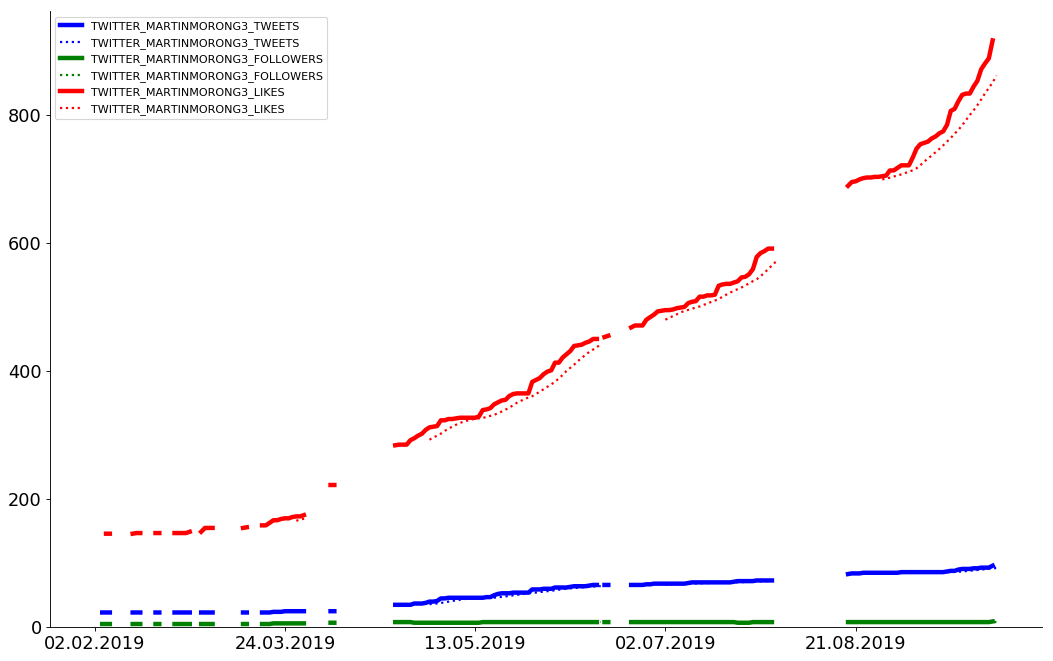 TWITTER_MARTINMORONG3_TWEETS
TWITTER_MARTINMORONG3_TWEETS
TWITTER_MARTINMORONG3_FOLLOWERS
TWITTER_MARTINMORONG3_FOLLOWERS
TWITTER_MARTINMORONG3_LIKES
TWITTER_MARTINMORONG3_LIKES
800
600
400
200
0
02.02.2019 24.03.2019 13.05.2019 02.07.2019 21.08.2019